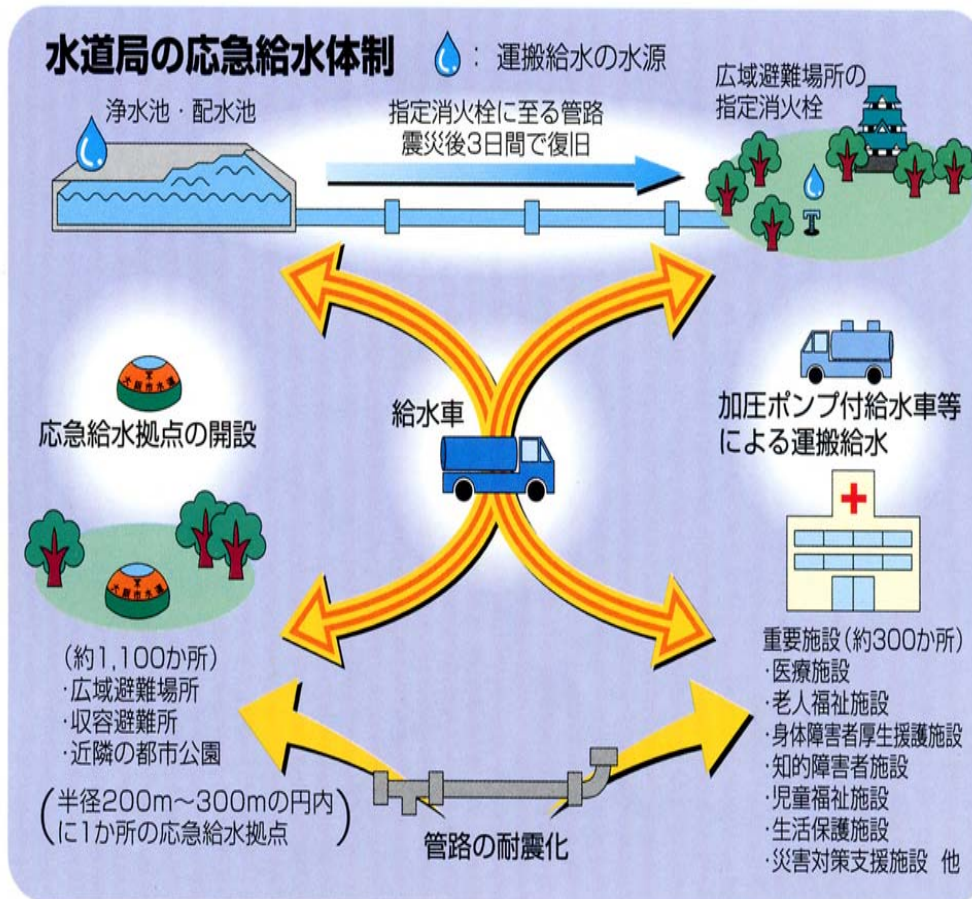 水道局の応急給水体制
：運搬給水の水源
浄水池・配水池
指定消火栓に至る管路
震災後3日間で復旧
広域避難場所の
指定消火栓
大阪市水道
応急給水拠点の開設
給水車
加圧ポンプ付給水車等
による運搬給水
大阪市水道
(約1,100か所)
・広域避難場所
・収容避難所
・近隣の都市公園
(半径200m～300mの円内
に1か所の応急給水拠点)
管路の耐震化
重要施設(約300か所)
・医療施設
・老人福祉施設
・身体障害者厚生援護施設
・知的障害者施設
・児童福祉施設
・生活保護施設
・災害対策支援施設 他